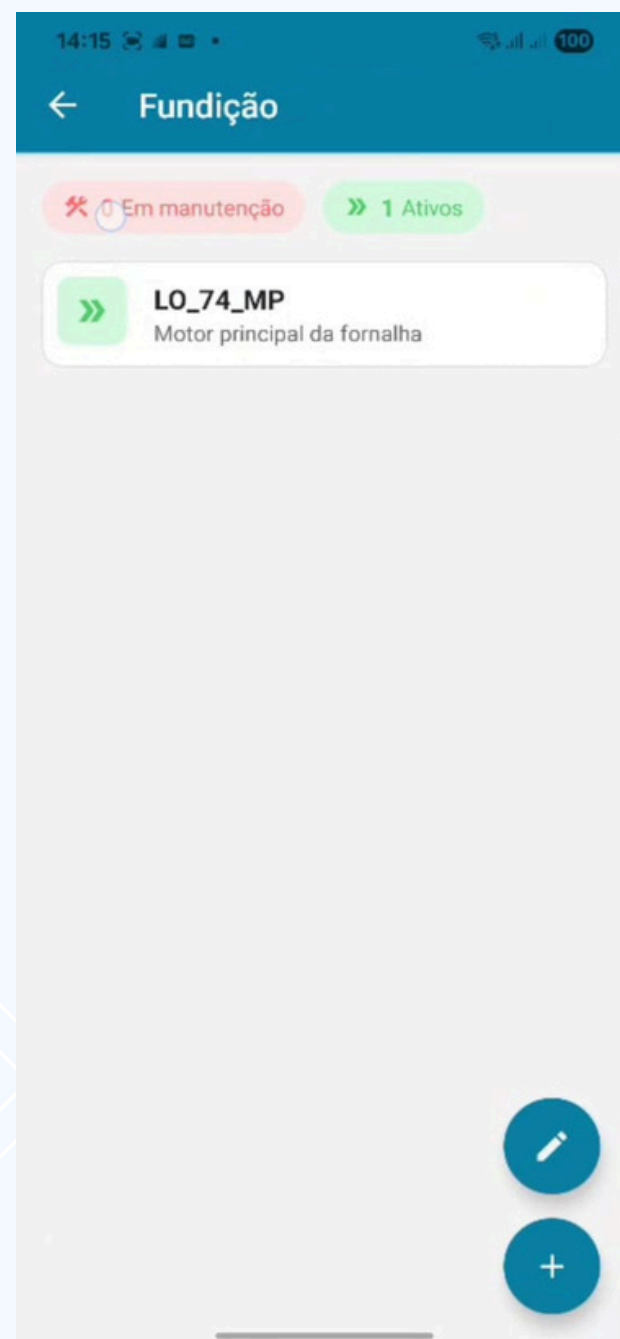 14:15
100
Fundição
0 Em manutenção
1 Ativos
LO_74_MP
Motor principal da fornalha